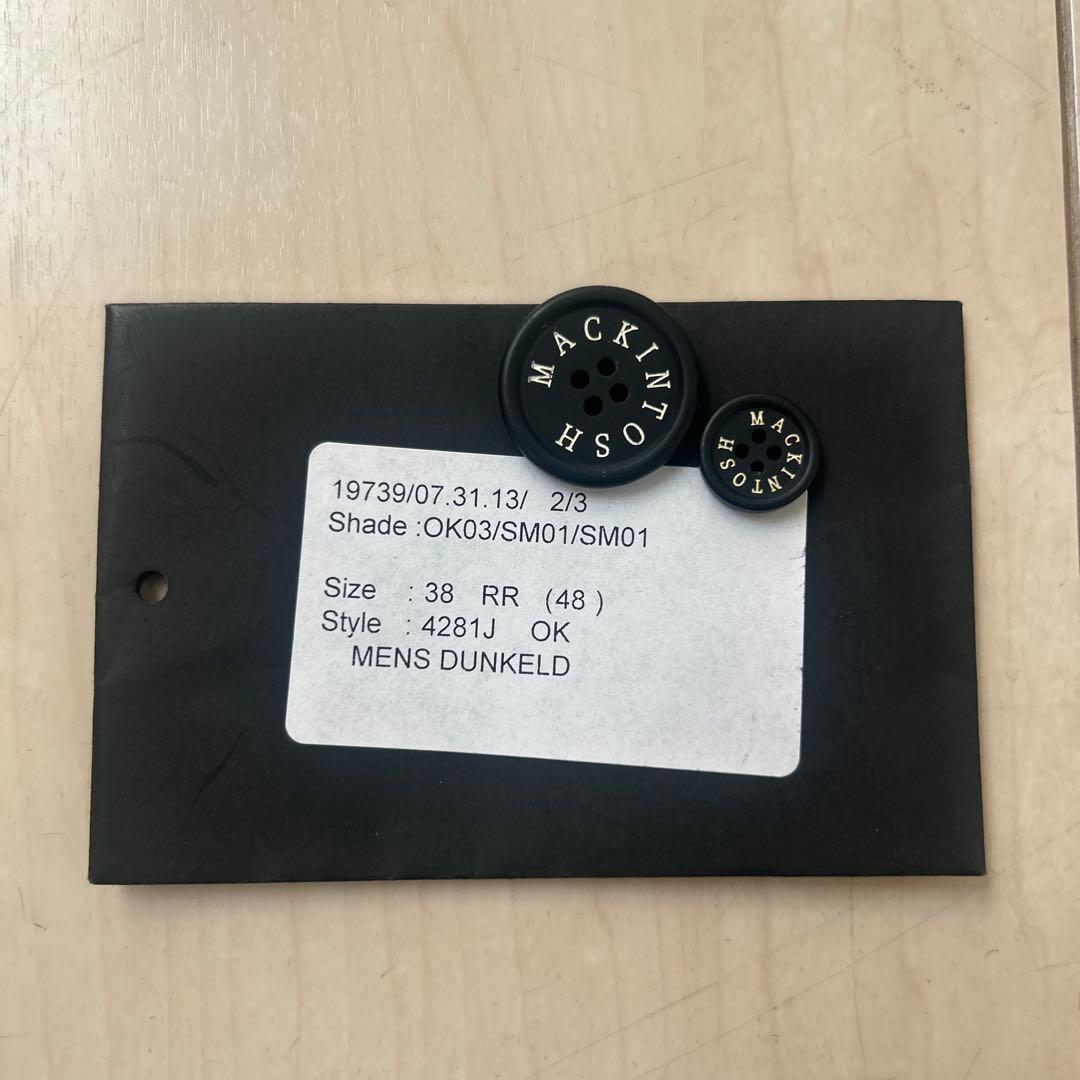 MACKINTOSH
MACKINTOSH
19739/07.31.13/ 2/3
Shade :OK03/SM01/SM01
Size : 38 RR (48 )
Style : 4281J OK
MENS DUNKELD